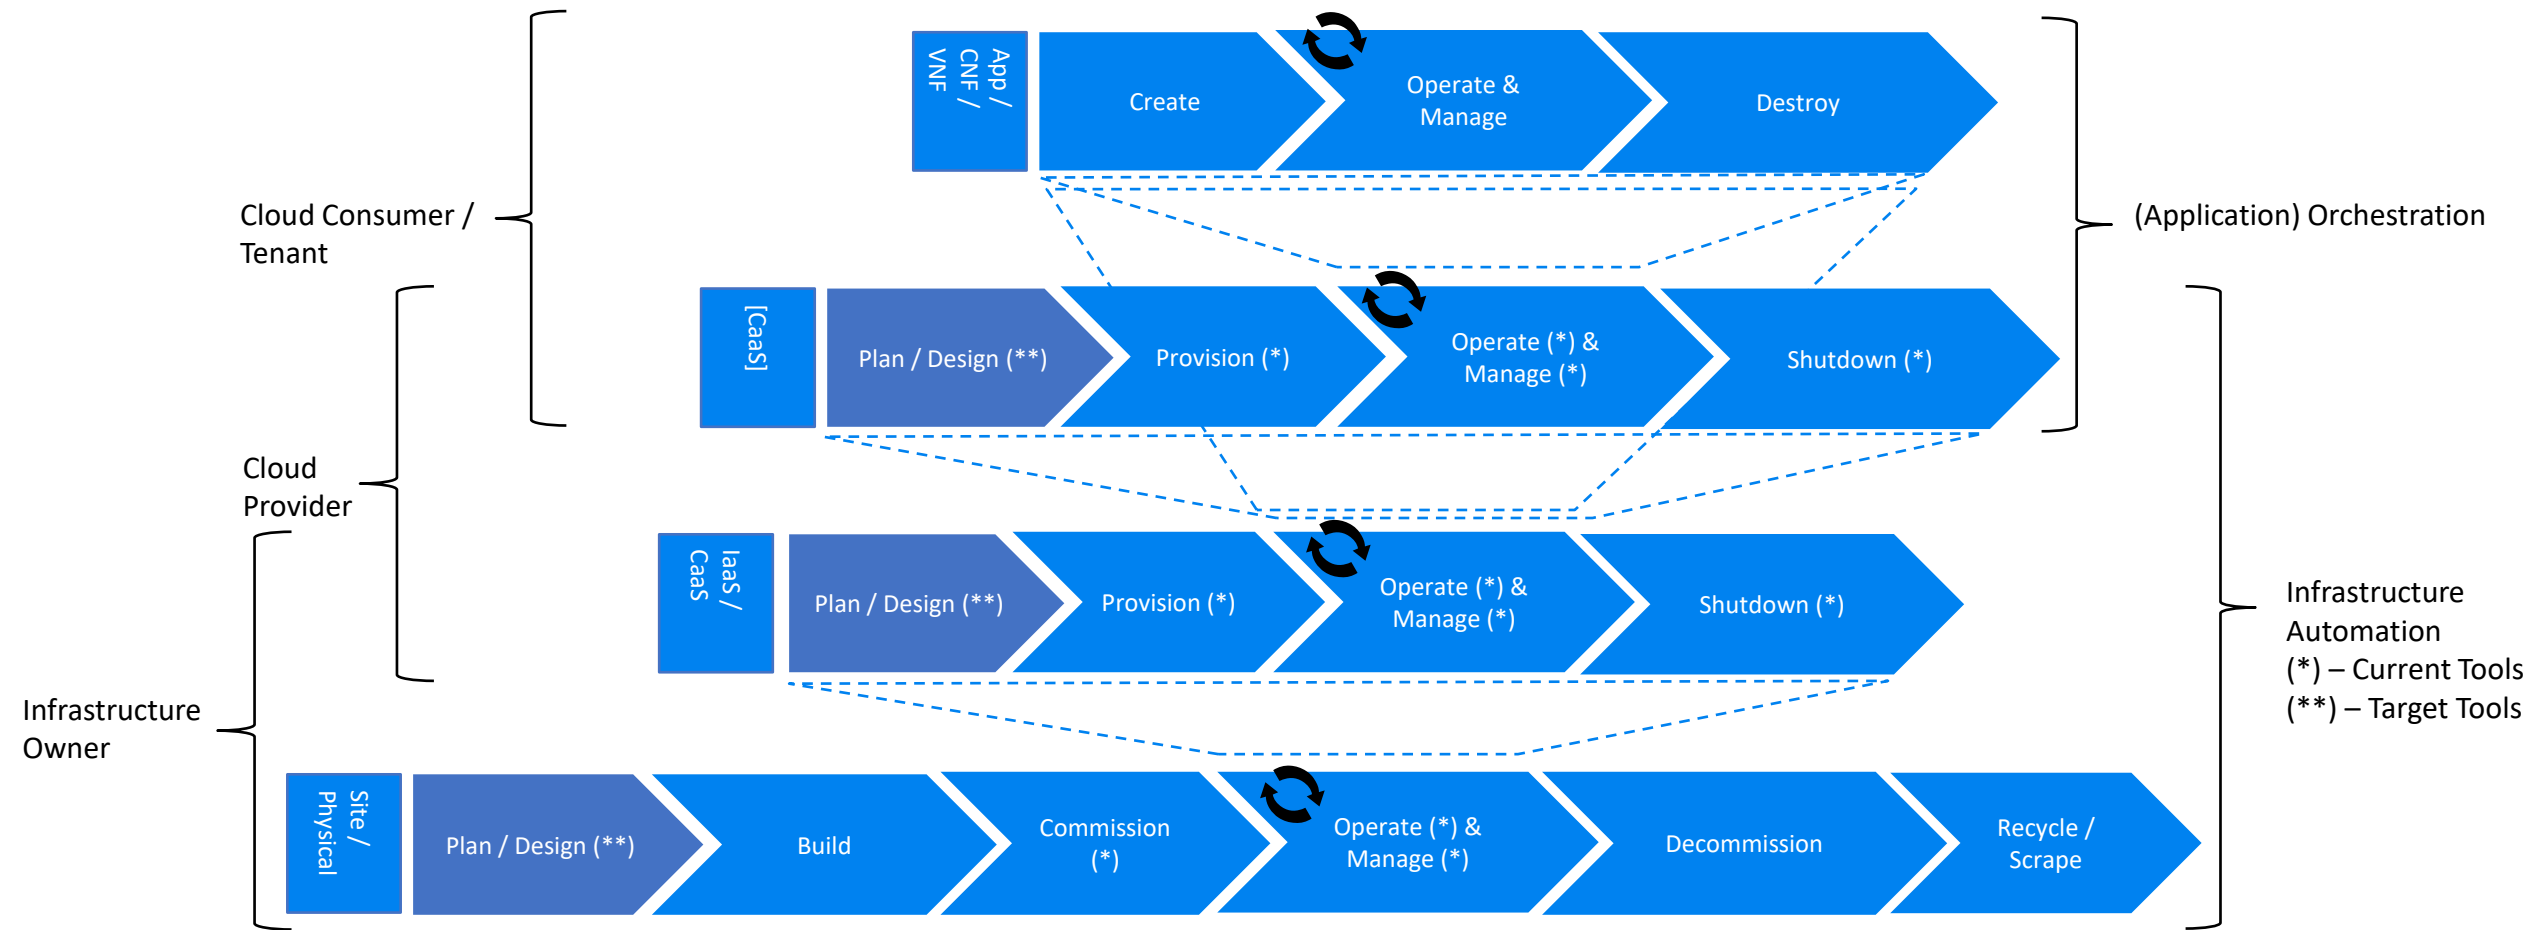 App /
CNF /
VNF
Create
Operate &
Manage
Destroy
Cloud Consumer /
Tenant
(Application) Orchestration
[CaaS]
Plan / Design (**)
Provision (*)
Operate (*) &
Manage (*)
Shutdown (*)
Cloud
Provider
IaaS /
CaaS
Plan / Design (**)
Provision (*)
Operate (*) &
Manage (*)
Shutdown (*)
Infrastructure
Automation
(*) – Current Tools
(**) – Target Tools
Infrastructure
Owner
Site /
Physical
Plan / Design (**)
Build
Commission
(*)
Operate (*) &
Manage (*)
Decommission
Recycle /
Scrape